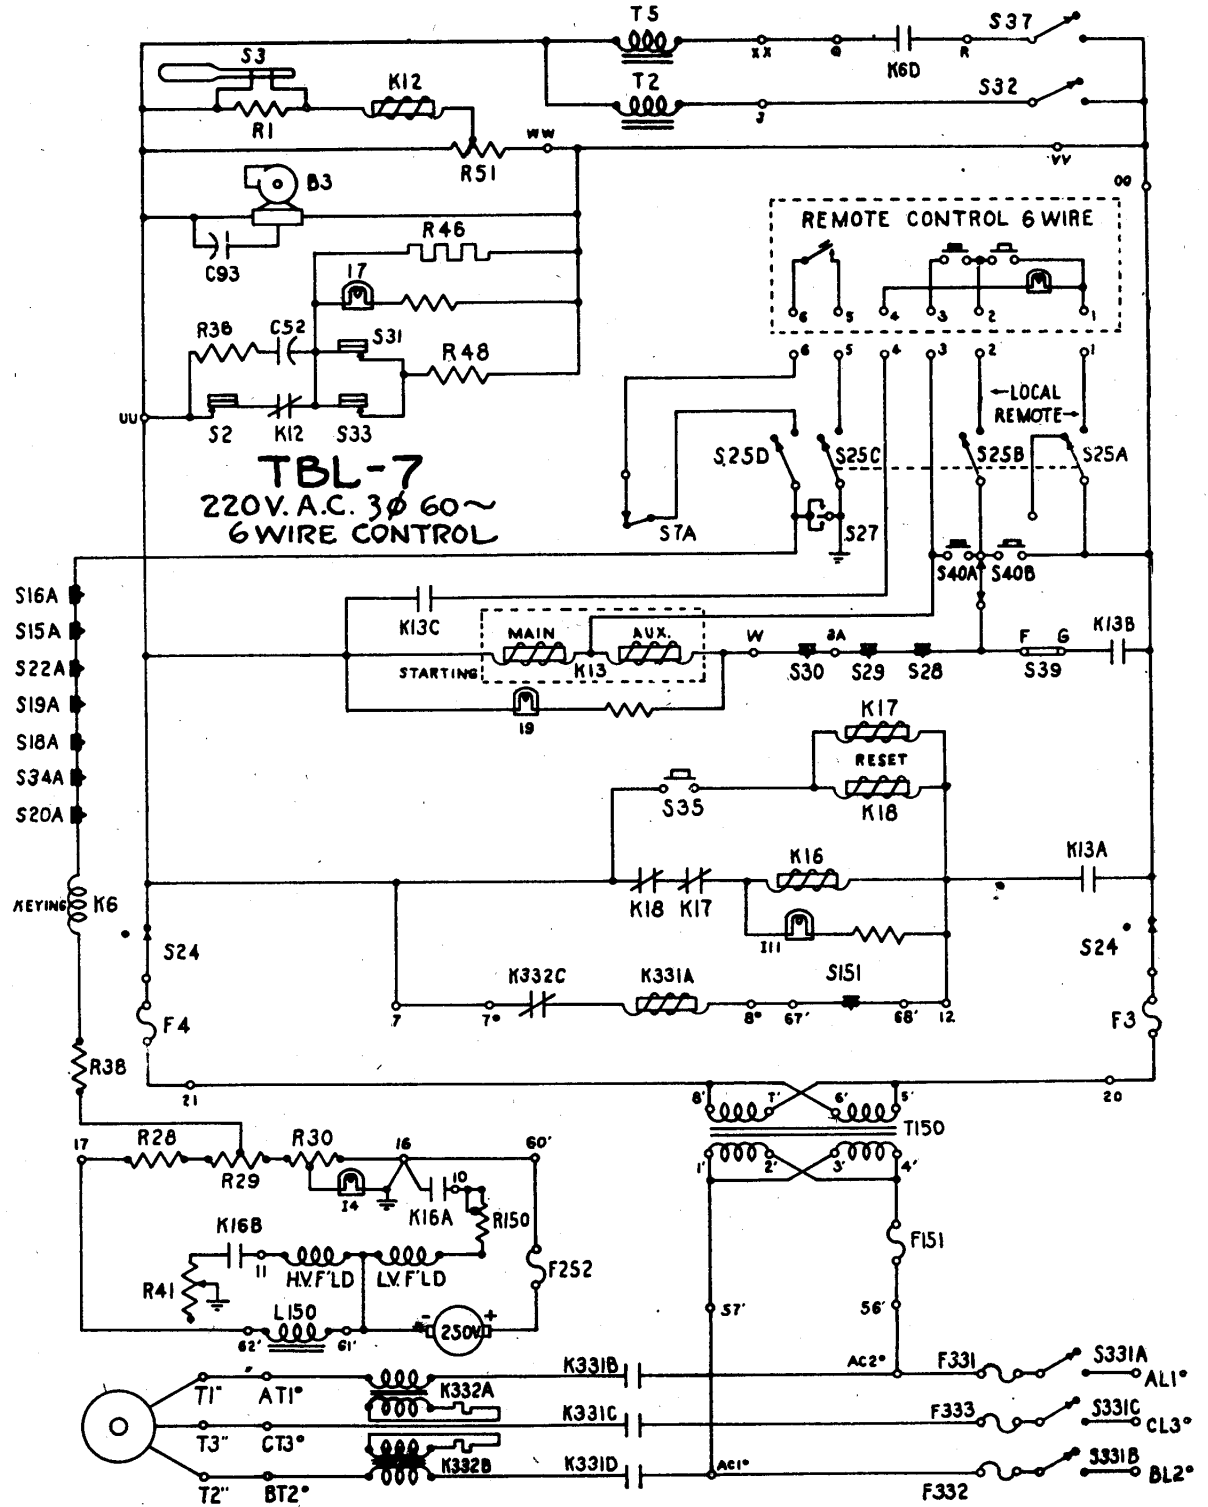 T5
S37
XX
Q
K6D
R
S3
K12
T2
S32
R1
J
WW
R51
VV
OO
B3
C93
REMOTE CONTROL 6 WIRE
R46
17
6 5 4 3 2 1
R38
C52
S31
R48
6 5 4 3 2 1
←LOCAL
REMOTE→
UU
S2
K12
S33
S25D
S25C
S25B
S25A
TBL-7
220V. A.C. 3ø 60~
6 WIRE CONTROL
S7A
S27
S40A
S40B
S16A
S15A
S22A
S19A
S18A
S34A
S20A
K13C
MAIN
AUX.
STARTING
K13
W
8A
S30
S29
S28
F
G
S39
K13B
19
K17
RESET
K18
S35
K16
K13A
K18
K17
I11
KEYING
K6
S24
S24
K332C
K331A
S151
7
7°
8°
67'
68'
12
F4
F3
R38
21
20
8'
7'
6'
5'
T150
1'
2'
3'
4'
17
R28
R29
R30
16
60'
I4
10
K16A
R150
K16B
11
H.V. F'LD
L.V. F'LD
R41
F252
F151
L150
62'
61'
-
250V
+
57'
56'
T1"
AT1°
K332A
K331B
AC2°
F331
S331A
AL1°
T3"
CT3°
K331C
F333
S331C
CL3°
T2"
BT2°
K332B
K331D
AC1°
F332
S331B
BL2°